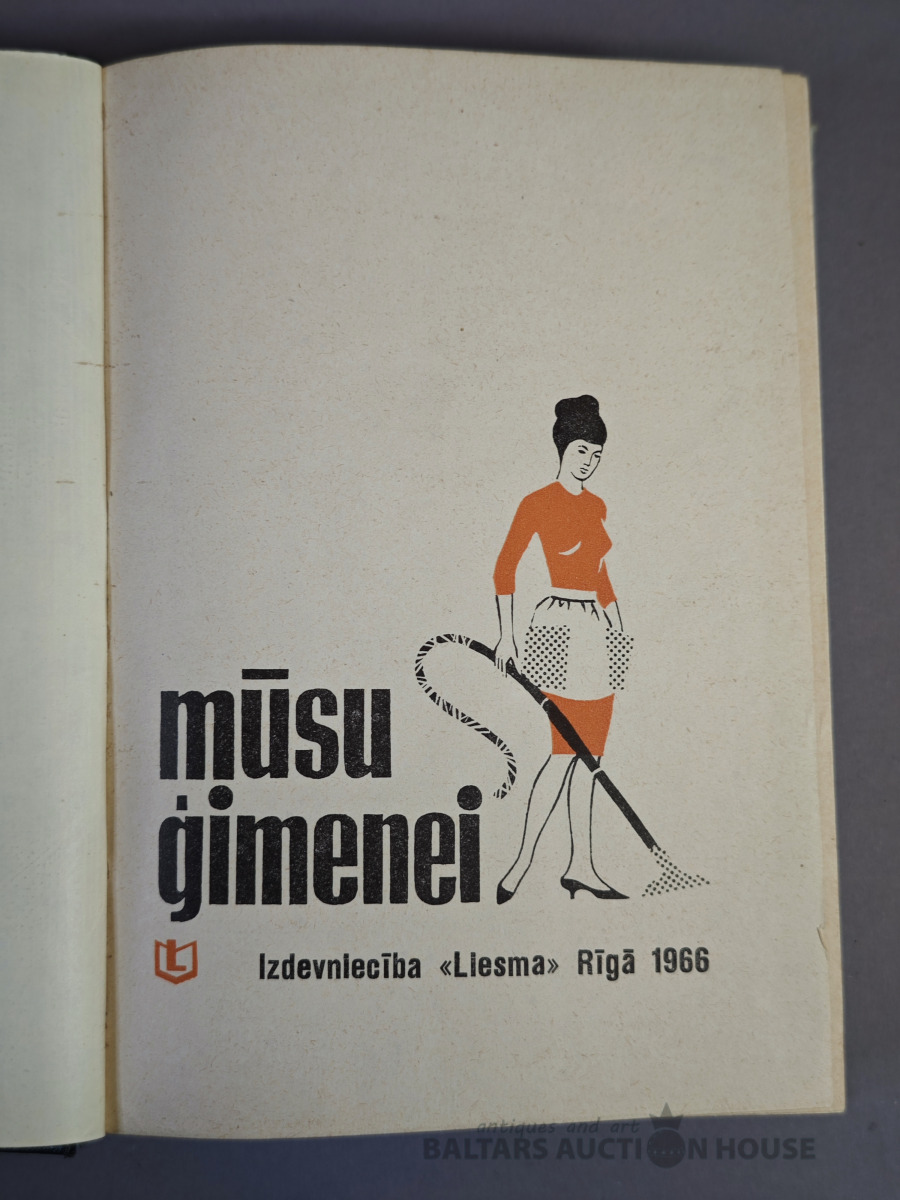 mūsu
ģimenei
L
Izdevniecība «Liesma» Rīgā 1966
antiques and art
BALTARS AUCTION HOUSE